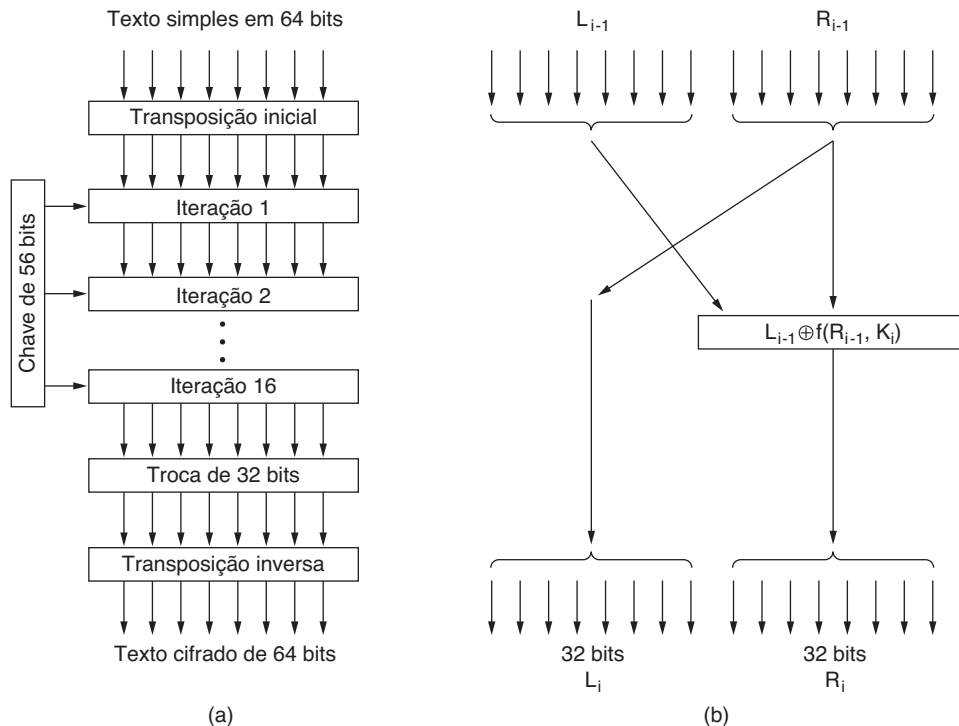 Texto simples em 64 bits
Transposição inicial
Chave de 56 bits
Iteração 1
Iteração 2
Iteração 16
Troca de 32 bits
Transposição inversa
Texto cifrado de 64 bits
(a)
L_{i-1}
R_{i-1}
L_{i-1}⊕f(R_{i-1}, K_i)
32 bits
L_i
32 bits
R_i
(b)